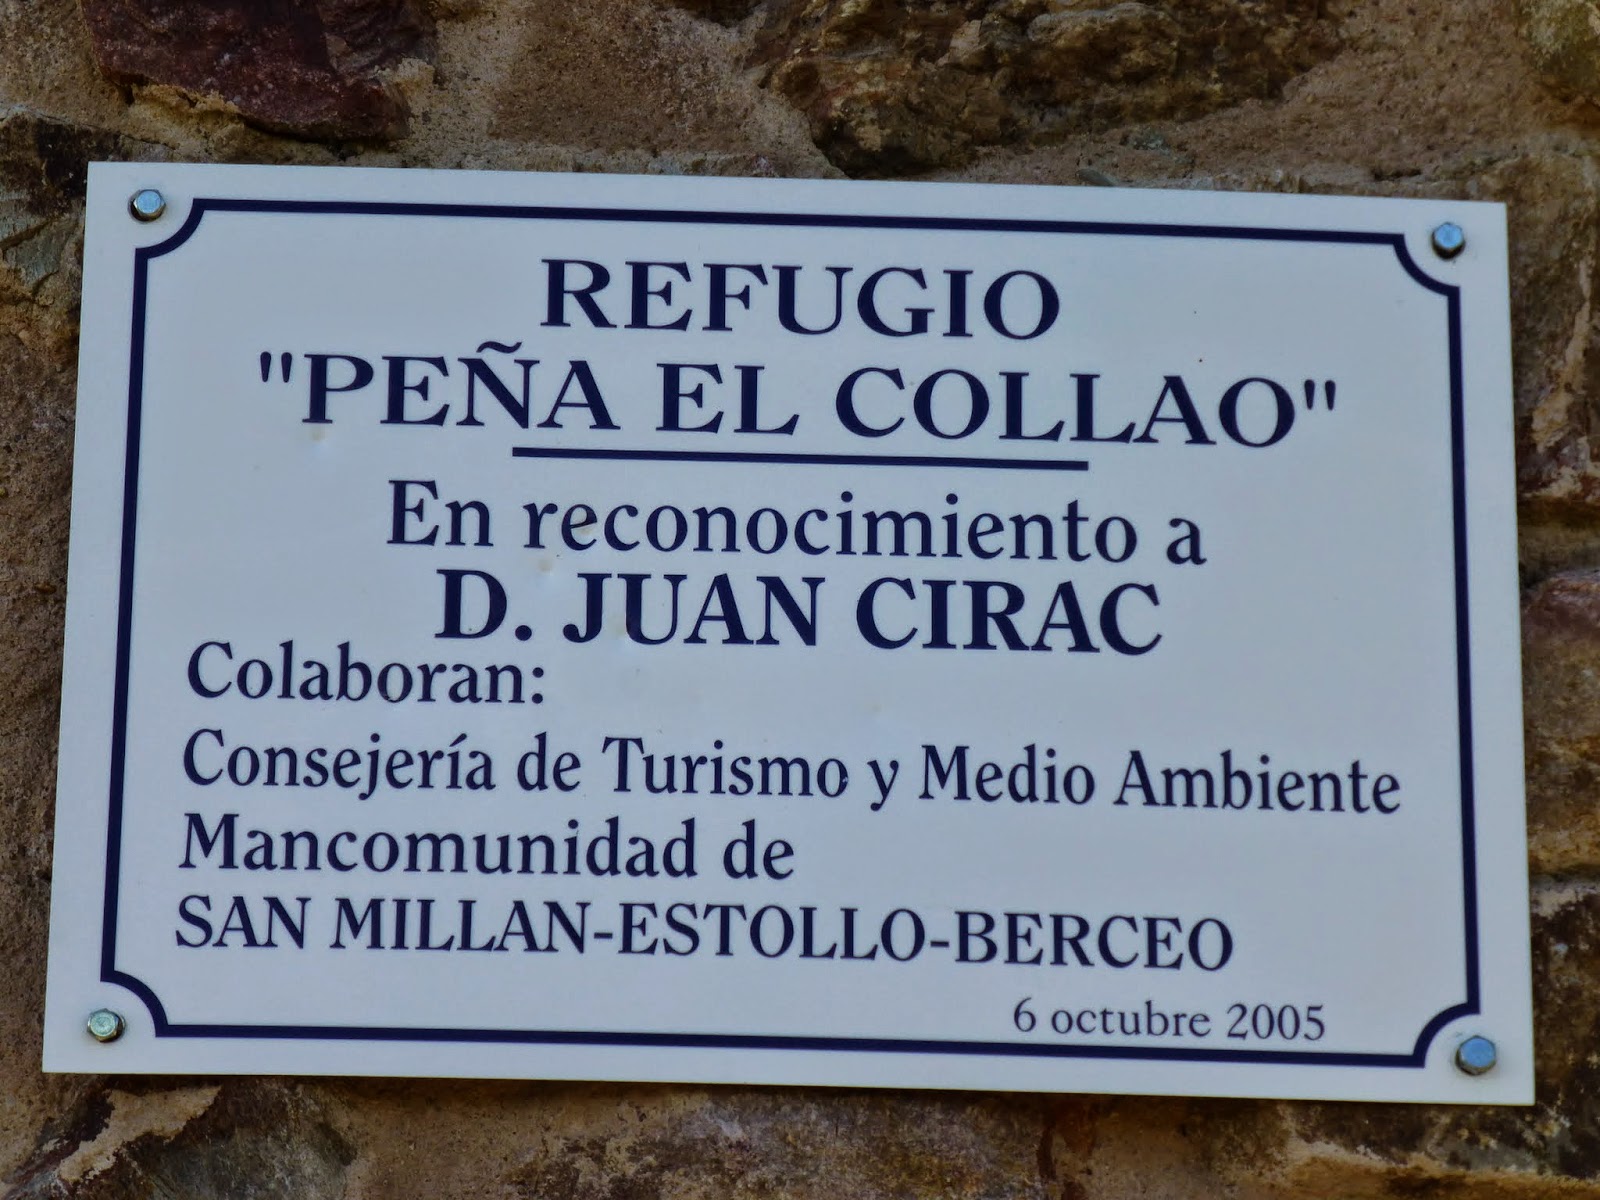 REFUGIO
"PEÑA EL COLLAO"
En reconocimiento a
D. JUAN CIRAC
Colaboran:
Consejería de Turismo y Medio Ambiente
Mancomunidad de
SAN MILLAN-ESTOLLO-BERCEO
6 octubre 2005